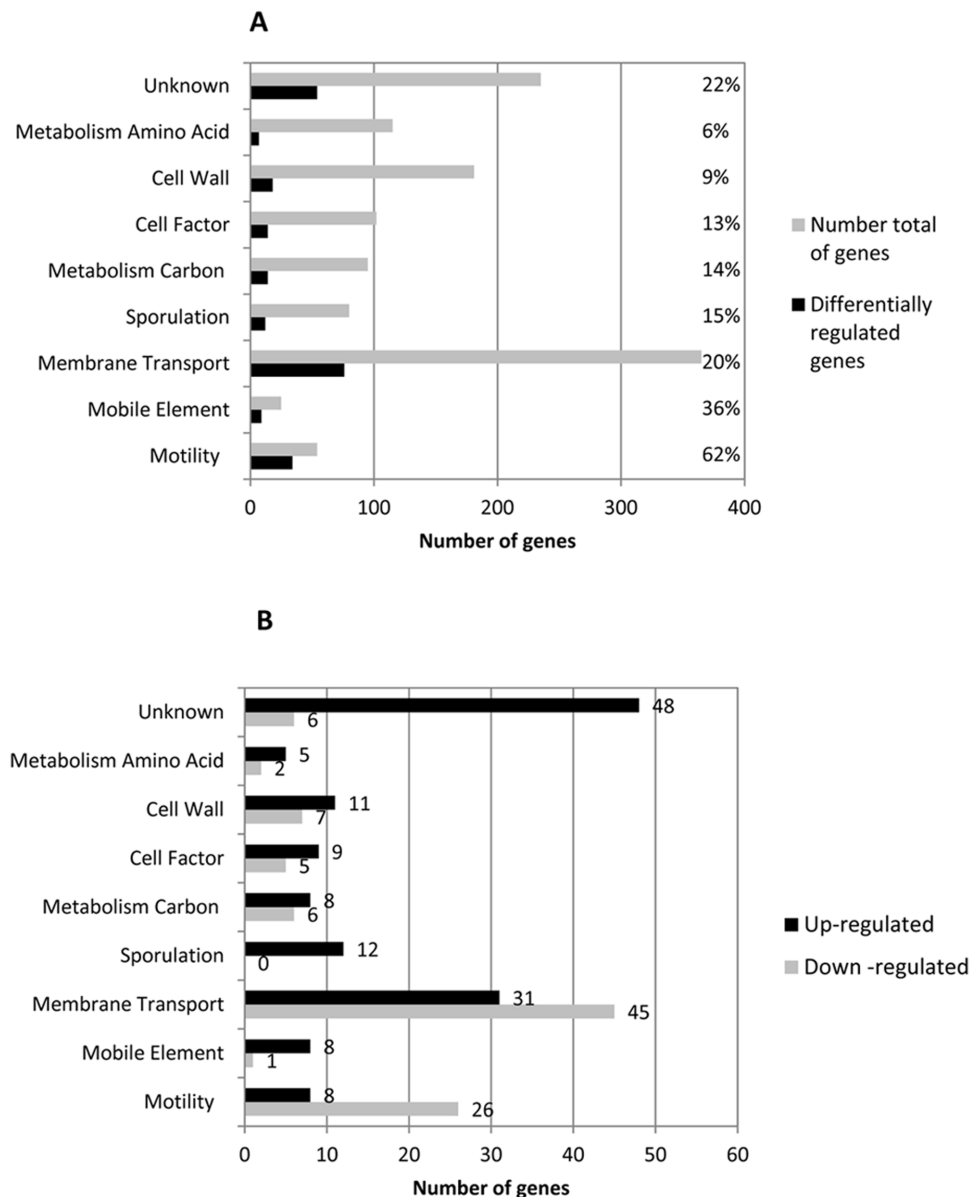 A
Unknown 22%
Metabolism Amino Acid 6%
Cell Wall 9%
Cell Factor 13%
Metabolism Carbon 14%
Sporulation 15%
Membrane Transport 20%
Mobile Element 36%
Motility 62%
0 100 200 300 400
Number of genes
Number total
of genes
Differentially
regulated
genes
B
Unknown 48
6
Metabolism Amino Acid 5
2
Cell Wall 11
7
Cell Factor 9
5
Metabolism Carbon 8
6
Sporulation 12
0
Membrane Transport 31
45
Mobile Element 8
1
Motility 8
26
0 10 20 30 40 50 60
Number of genes
Up-regulated
Down -regulated